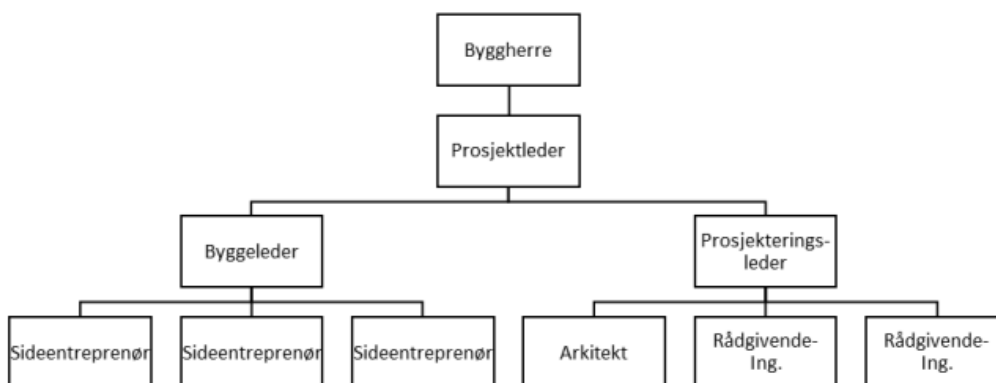 Byggherre
Prosjektleder
Byggeleder
Prosjekterings-
leder
Sideentreprenør
Sideentreprenør
Sideentreprenør
Arkitekt
Rådgivende-
Ing.
Rådgivende-
Ing.